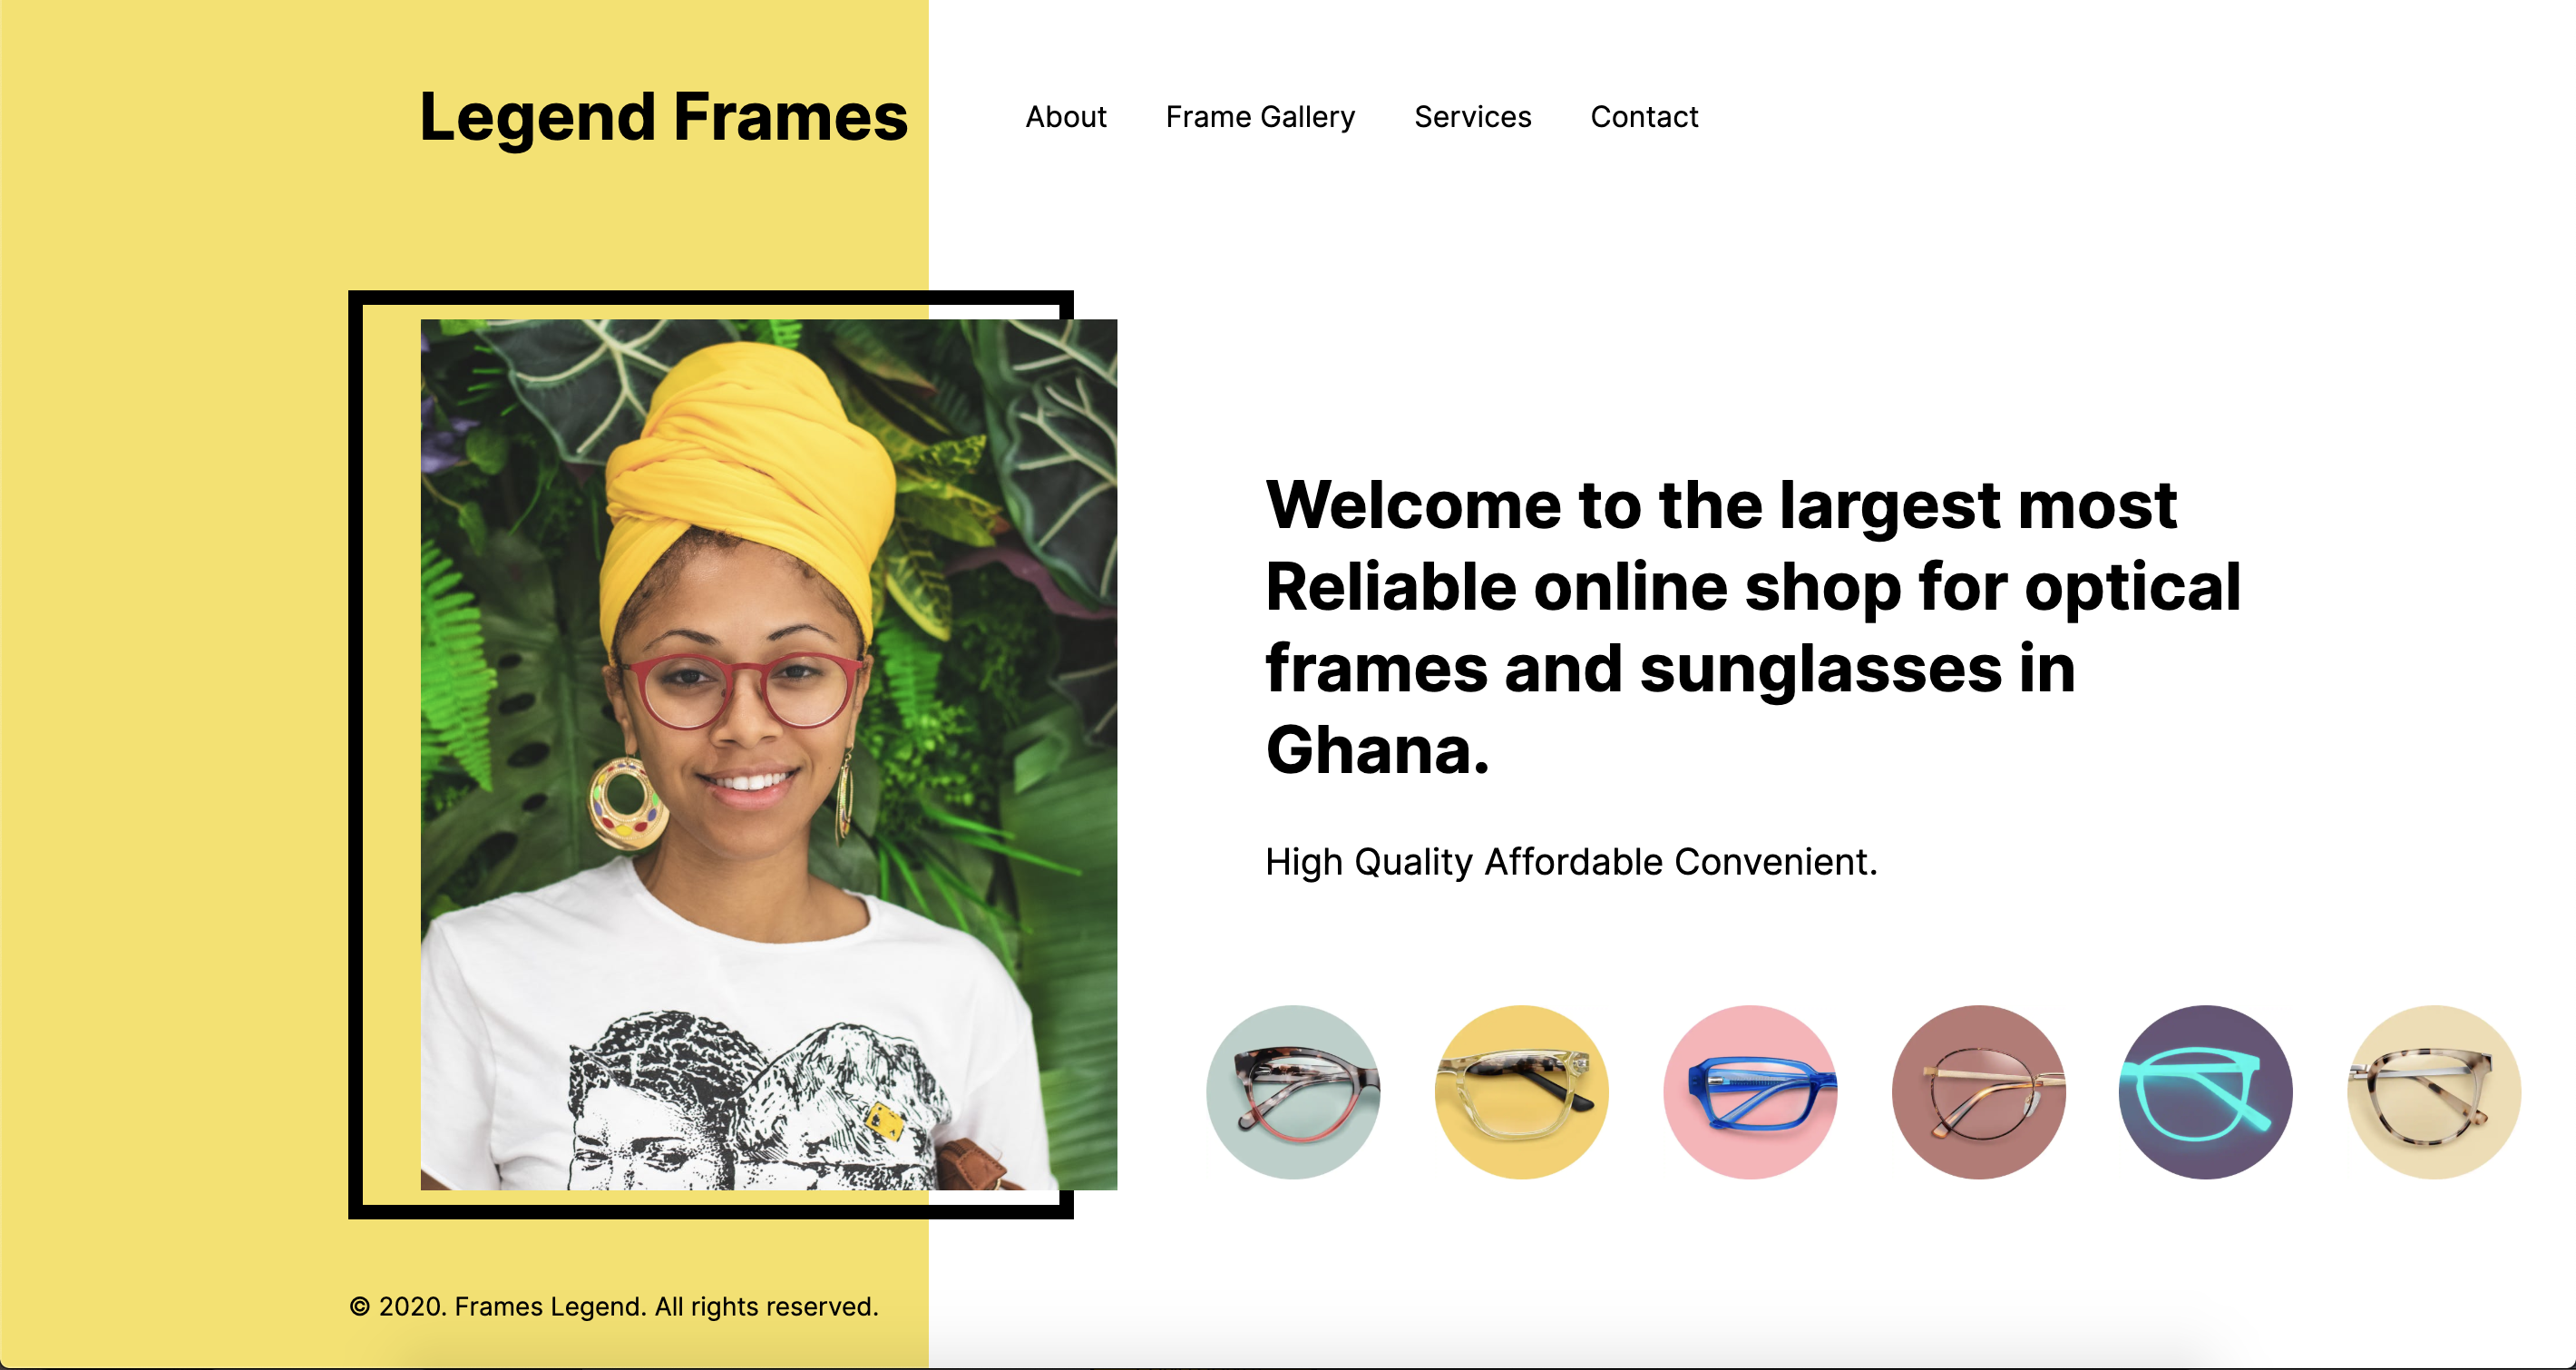 Legend Frames
About Frame Gallery Services Contact
Welcome to the largest most
Reliable online shop for optical
frames and sunglasses in
Ghana.
High Quality Affordable Convenient.
© 2020. Frames Legend. All rights reserved.